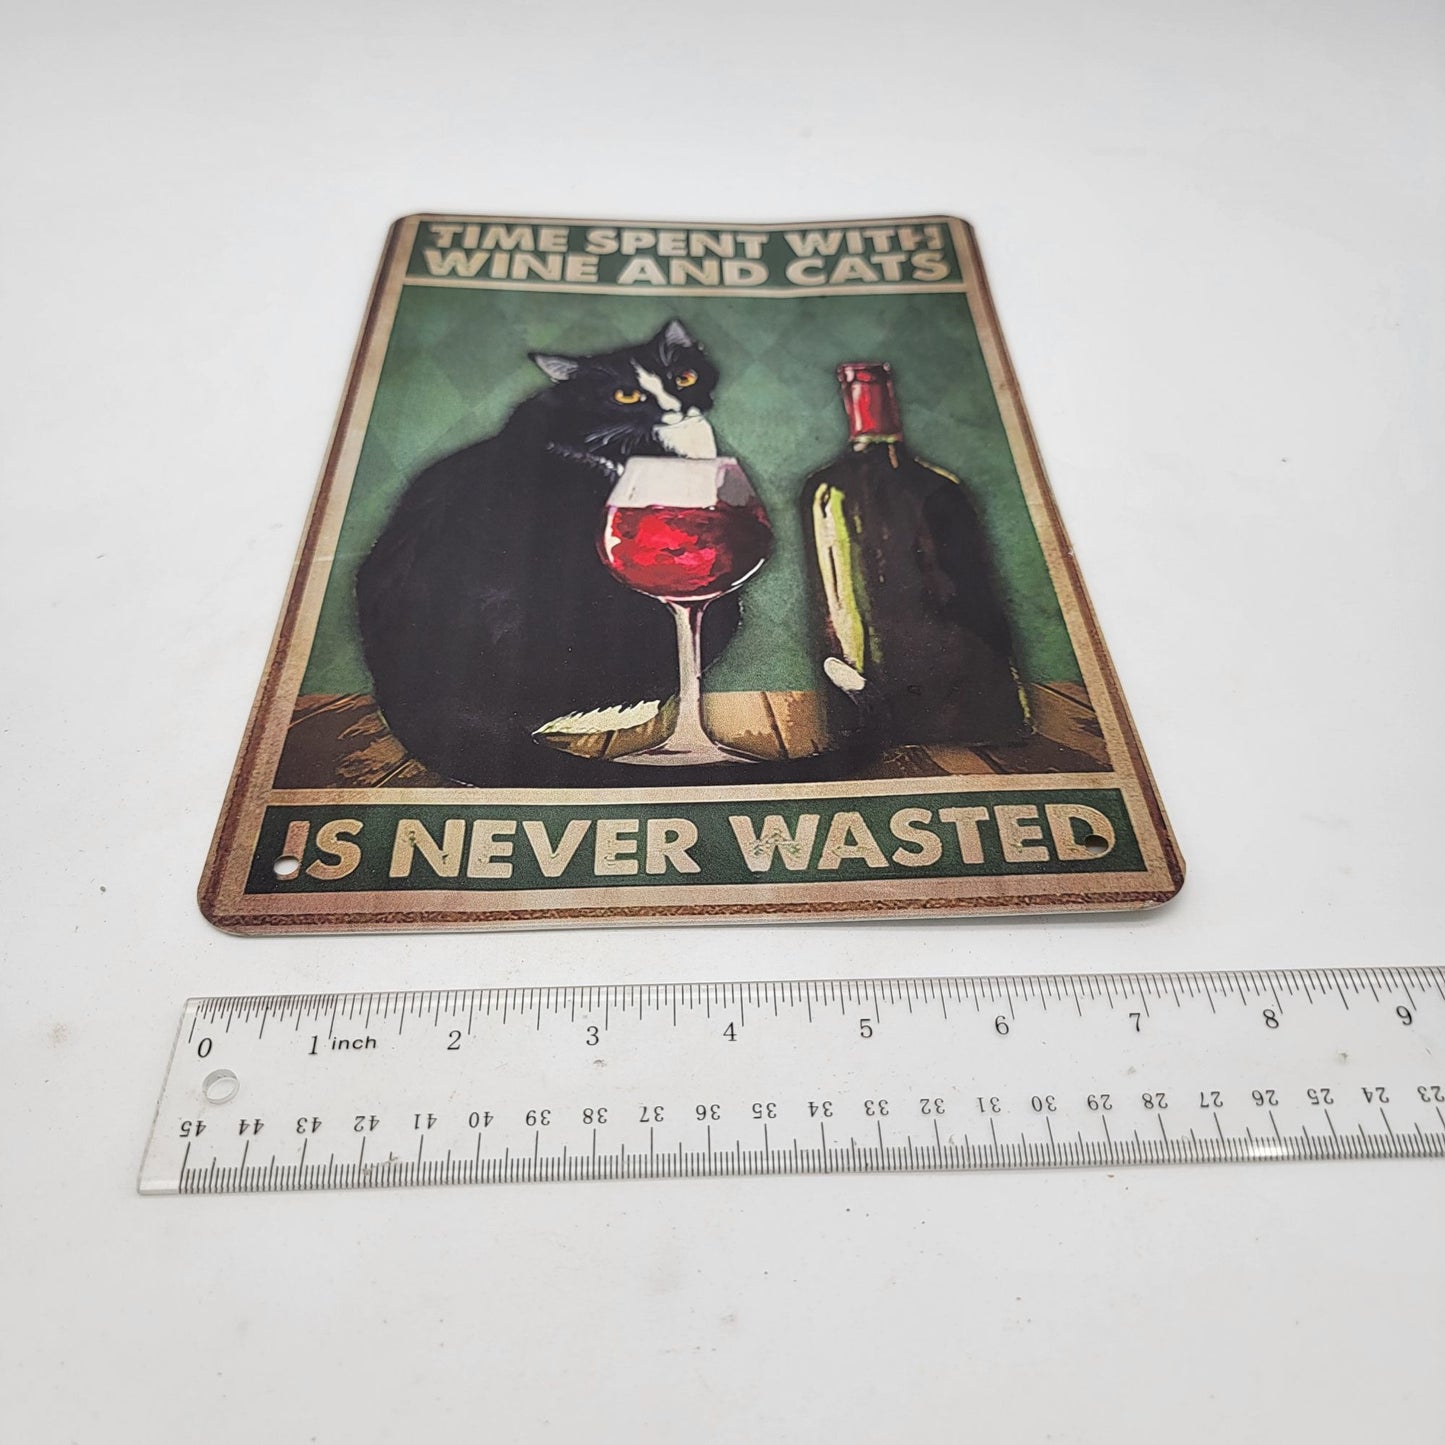 TIME SPENT WITH
WINE AND CATS
IS NEVER WASTED
0 1 inch 2 3 4 5 6 7 8 9
45 44 43 42 41 40 39 38 37 36 35 34 33 32 31 30 29 28 27 26 25 24 23